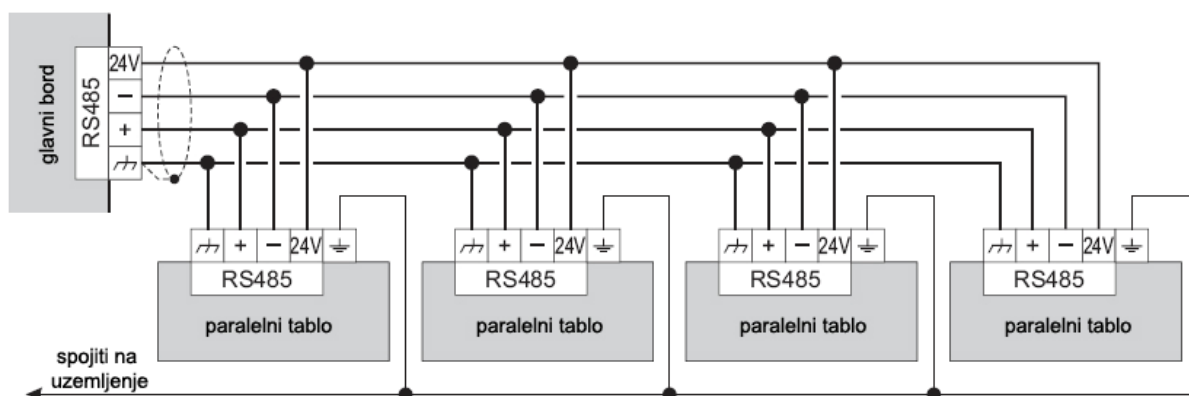 glavni bord
RS485
24V
−
+
+ − 24V
RS485
paralelni tablo
+ − 24V
RS485
paralelni tablo
+ − 24V
RS485
paralelni tablo
+ − 24V
RS485
paralelni tablo
spojiti na
uzemljenje